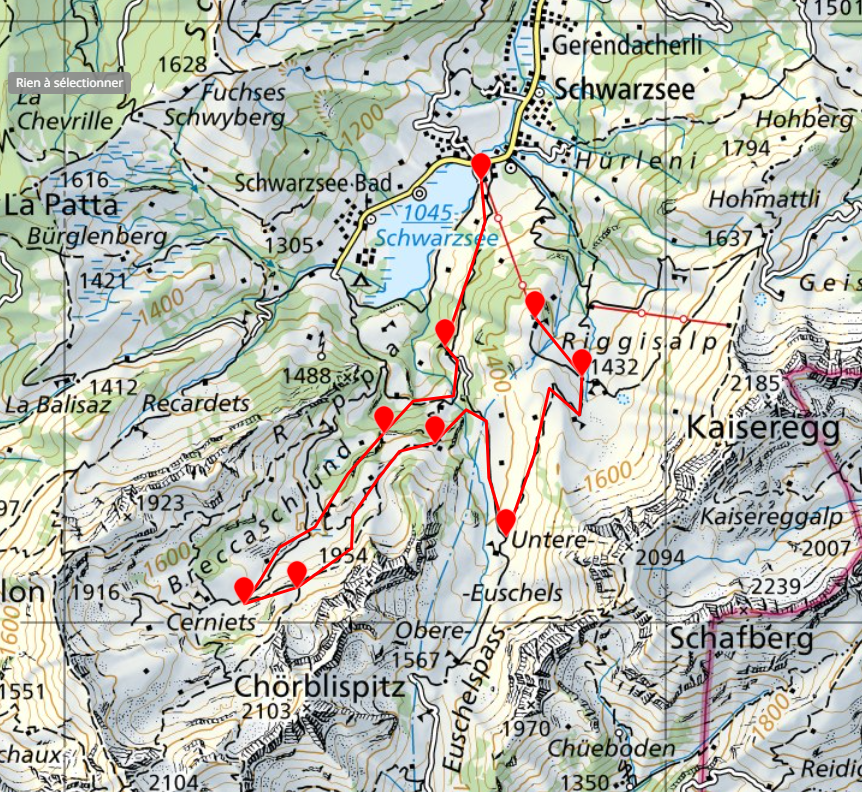 1501
Gerendacherli
1628
Rien à sélectionner
La
Chevrille
Fuchses
Schwyberg
Schwarzsee
1200
Hohberg
1794
Hürleni
1616
Schwarzsee Bad
La Patta
Hohmattli
1045
Schwarzsee
Bürglenberg
1305
1637
1421
Geis
1400
Riggisalp
1400
1488
1432
1412
2185
La Balisaz
Recardets
Rippa
Kaiseregg
1600
97
1923
Kaisereggalp
Breccaschlund
Untere-
1600
1954
2094
2007
lon
1916
-Euschels
2239
Cerniets
Obere-
Schafberg
1567
1600
1551
Chörblispitz
2103
Euschelspass
1970
1800
chaux
Chüeboden
2104
1350
Reidig